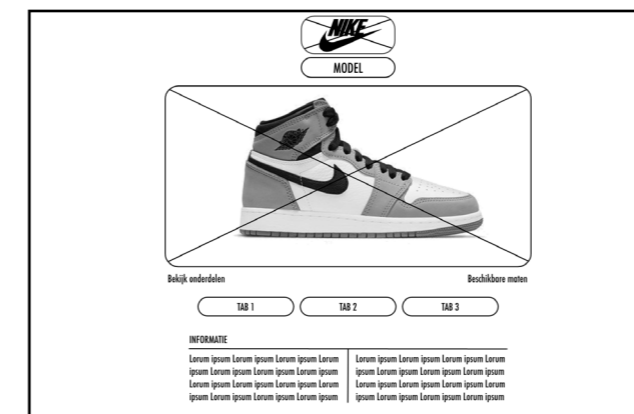 NIKE
MODEL
Bekijk onderdelen
Beschikbare maten
TAB 1
TAB 2
TAB 3
INFORMATIE
Lorum ipsum Lorum ipsum Lorum ipsum Lorum
ipsum Lorum ipsum Lorum ipsum Lorum ipsum
Lorum ipsum Lorum ipsum Lorum ipsum Lorum
ipsum Lorum ipsum Lorum ipsum Lorum ipsum
Lorum ipsum Lorum ipsum Lorum ipsum Lorum
ipsum Lorum ipsum Lorum ipsum Lorum ipsum
Lorum ipsum Lorum ipsum Lorum ipsum Lorum
ipsum Lorum ipsum Lorum ipsum Lorum ipsum